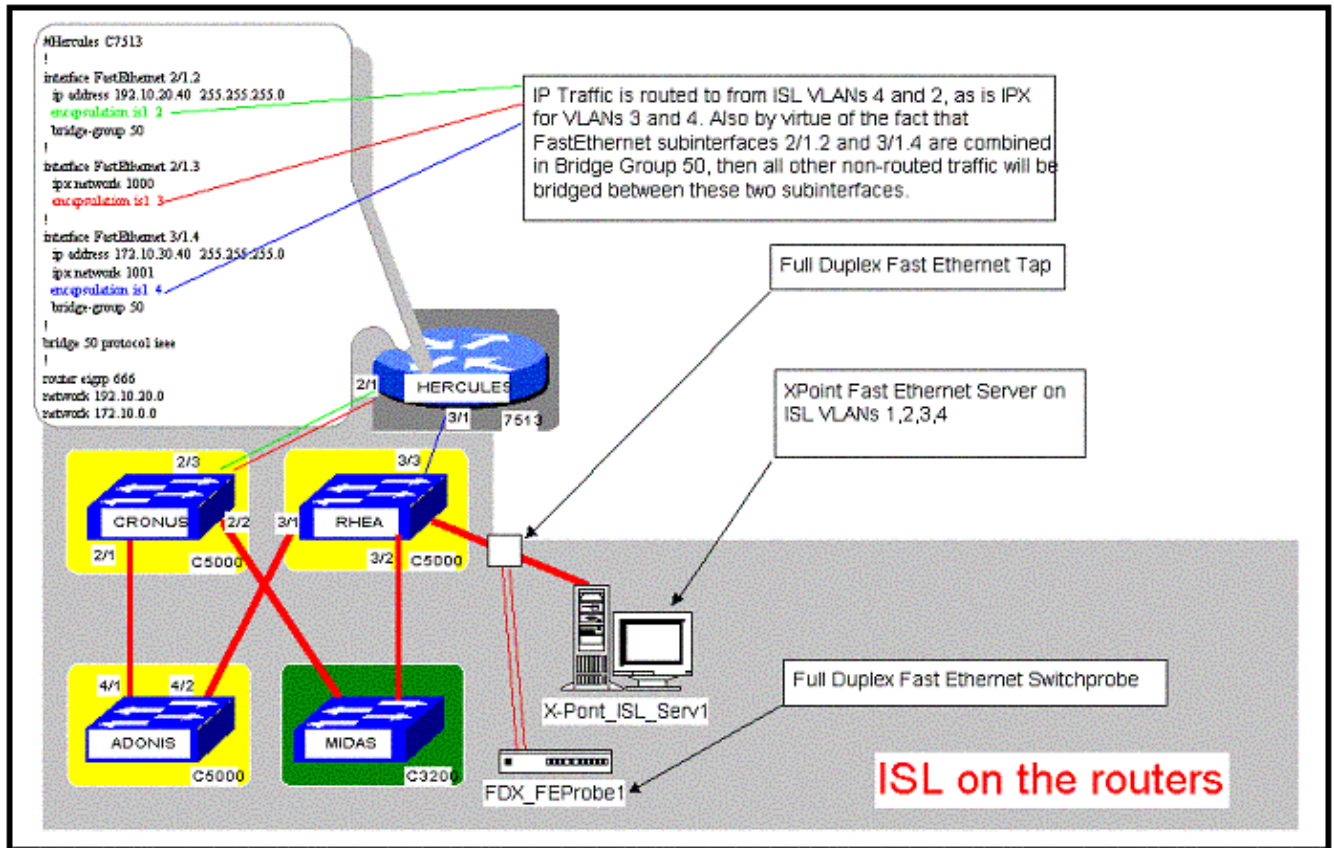 #Hercules C7513
!
interface FastEthernet 2/1.2
ip address 192.10.20.40 255.255.255.0
encapsulation isl 2
bridge-group 50
!
interface FastEthernet 2/1.3
ipx network 1000
encapsulation isl 3
!
interface FastEthernet 3/1.4
ip address 172.10.30.40 255.255.255.0
ipx network 1001
encapsulation isl 4
bridge-group 50
!
bridge 50 protocol ieee
!
router eigrp 666
network 192.10.20.0
network 172.10.0.0
IP Traffic is routed to from ISL VLANs 4 and 2, as is IPX
for VLANs 3 and 4. Also by virtue of the fact that
FastEthernet subinterfaces 2/1.2 and 3/1.4 are combined
in Bridge Group 50, then all other non-routed traffic will be
bridged between these two subinterfaces.
Full Duplex Fast Ethernet Tap
XPoint Fast Ethernet Server on
ISL VLANs 1,2,3,4
2/1
HERCULES
3/1
7513
2/3
3/3
CRONUS
2/2
3/1
RHEA
2/1
C5000
3/2
C5000
4/1
4/2
ADONIS
C5000
MIDAS
C3200
X-Pont_ISL_Serv1
Full Duplex Fast Ethernet Switchprobe
FDX_FEProbe1
ISL on the routers